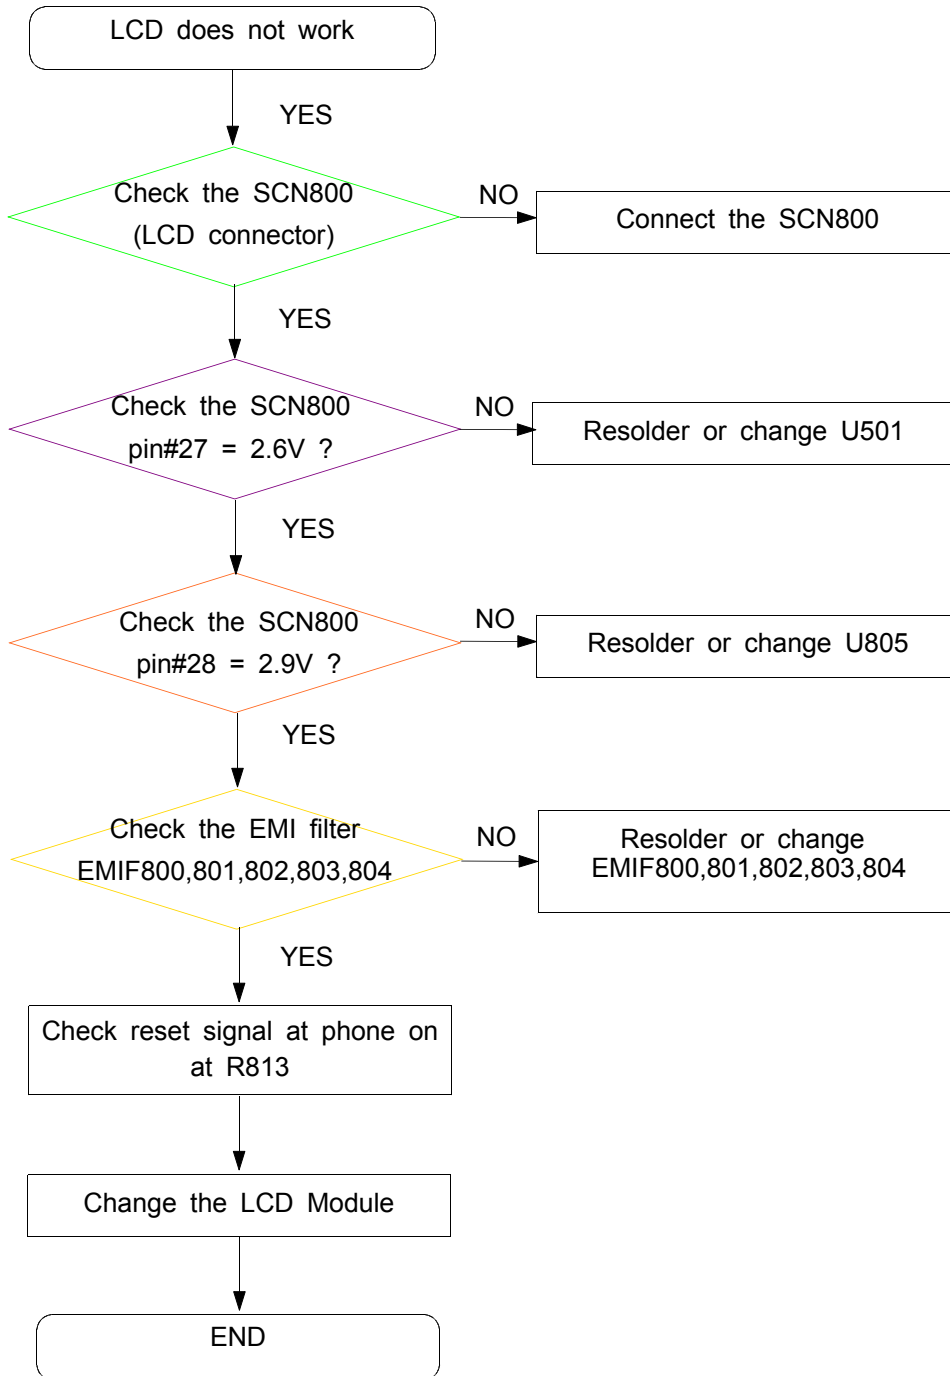 LCD does not work
YES
Check the SCN800
(LCD connector)
NO
Connect the SCN800
YES
Check the SCN800
pin#27 = 2.6V ?
NO
Resolder or change U501
YES
Check the SCN800
pin#28 = 2.9V ?
NO
Resolder or change U805
YES
Check the EMI filter
EMIF800,801,802,803,804
NO
Resolder or change
EMIF800,801,802,803,804
YES
Check reset signal at phone on
at R813
Change the LCD Module
END